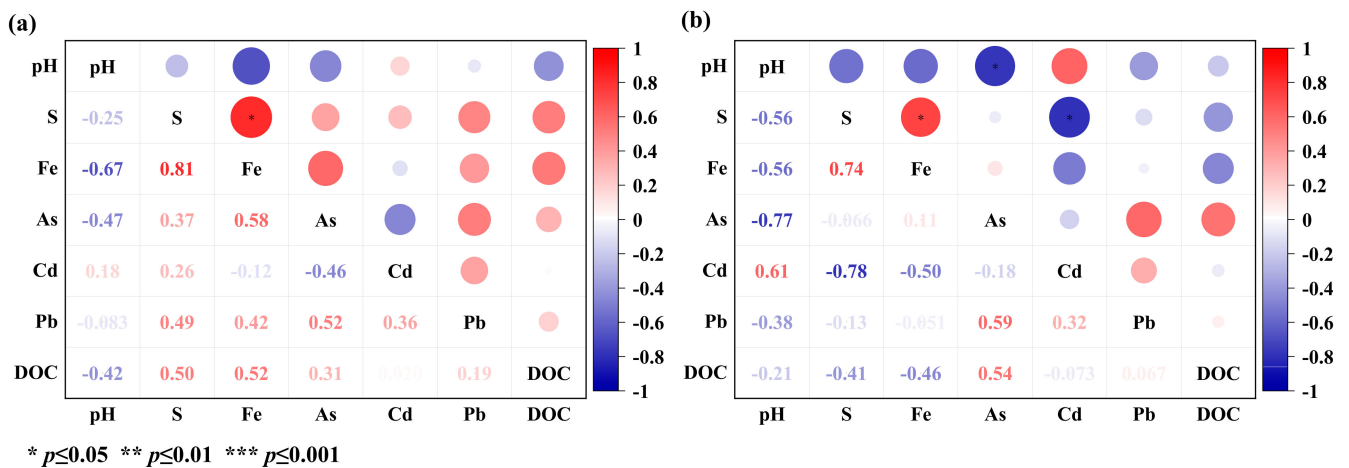 (a)
pH pH 1
S -0.25 S * 0.8
Fe -0.67 0.81 Fe 0.6
As -0.47 0.37 0.58 As 0.4
Cd 0.18 0.26 -0.12 -0.46 Cd 0.2
Pb -0.083 0.49 0.42 0.52 0.36 Pb 0
DOC -0.42 0.50 0.52 0.31 0.020 0.19 DOC -0.2
-0.4
-0.6
-0.8
-1
pH S Fe As Cd Pb DOC
* p≤0.05 ** p≤0.01 *** p≤0.001
(b)
pH pH * 1
S -0.56 S * * 0.8
Fe -0.56 0.74 Fe 0.6
As -0.77 -0.066 0.11 As 0.4
Cd 0.61 -0.78 -0.50 -0.18 Cd 0.2
Pb -0.38 -0.13 -0.051 0.59 0.32 Pb 0
DOC -0.21 -0.41 -0.46 0.54 -0.073 0.067 DOC -0.2
-0.4
-0.6
-0.8
-1
pH S Fe As Cd Pb DOC